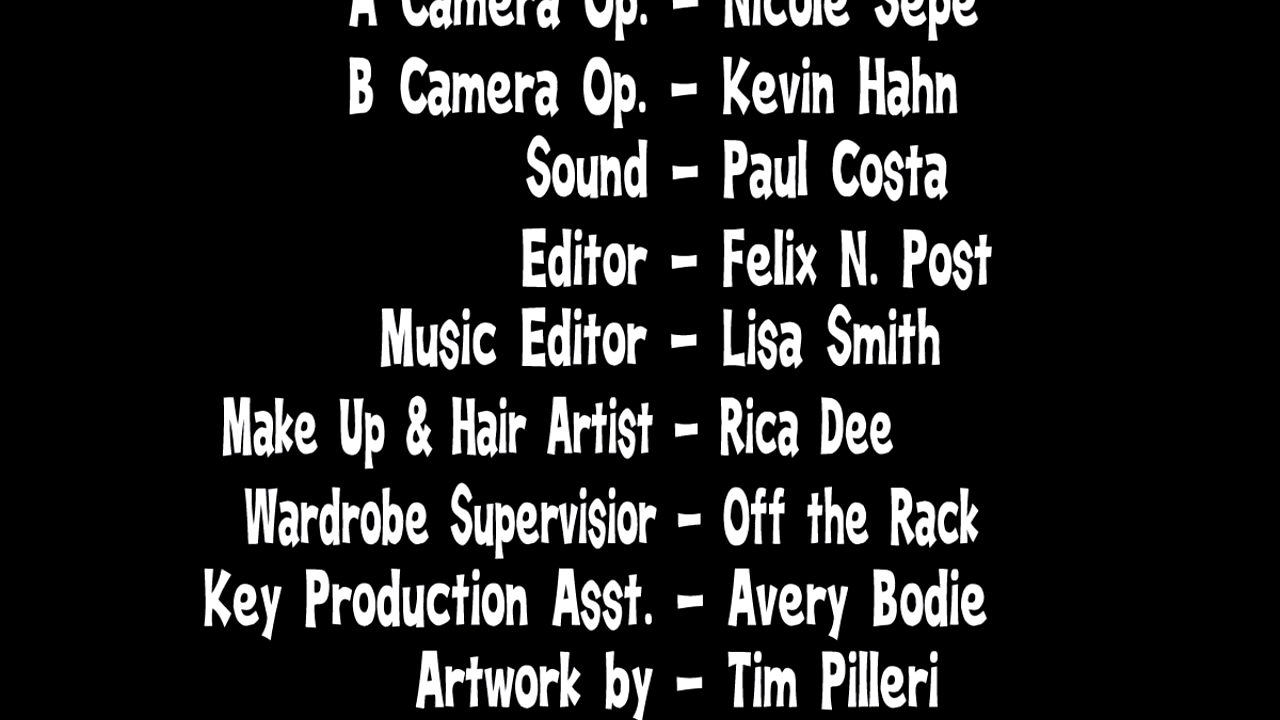 A Camera Op. - Nicole Sepe
B Camera Op. - Kevin Hahn
Sound - Paul Costa
Editor - Felix N. Post
Music Editor - Lisa Smith
Make Up & Hair Artist - Rica Dee
Wardrobe Supervisior - Off the Rack
Key Production Asst. - Avery Bodie
Artwork by - Tim Pilleri